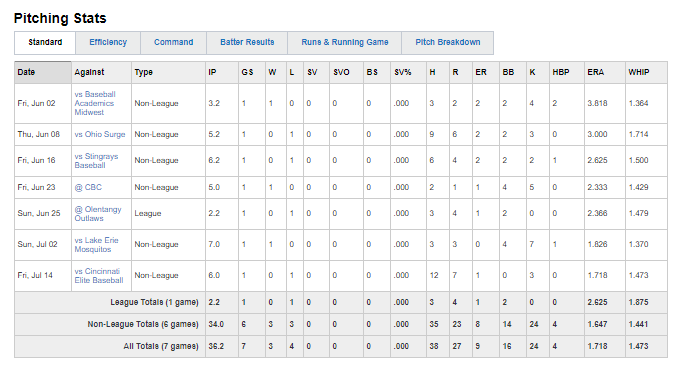 Pitching Stats
Standard Efficiency Command Batter Results Runs & Running Game Pitch Breakdown
Date Against Type IP GS W L SV SVO BS SV% H R ER BB K HBP ERA WHIP
Fri, Jun 02 vs Baseball Academics Midwest Non-League 3.2 1 1 0 0 0 0 .000 3 2 2 2 4 2 3.818 1.364
Thu, Jun 08 vs Ohio Surge Non-League 5.2 1 0 1 0 0 0 .000 9 6 2 2 3 0 3.000 1.714
Fri, Jun 16 vs Stingrays Baseball Non-League 6.2 1 0 1 0 0 0 .000 6 4 2 2 2 1 2.625 1.500
Fri, Jun 23 @ CBC Non-League 5.0 1 1 0 0 0 0 .000 2 1 1 4 5 0 2.333 1.429
Sun, Jun 25 @ Olentangy Outlaws League 2.2 1 0 1 0 0 0 .000 3 4 1 2 0 0 2.366 1.479
Sun, Jul 02 vs Lake Erie Mosquitos Non-League 7.0 1 1 0 0 0 0 .000 3 3 0 4 7 1 1.826 1.370
Fri, Jul 14 vs Cincinnati Elite Baseball Non-League 6.0 1 0 1 0 0 0 .000 12 7 1 0 3 0 1.718 1.473
League Totals (1 game) 2.2 1 0 1 0 0 0 .000 3 4 1 2 0 0 2.625 1.875
Non-League Totals (6 games) 34.0 6 3 3 0 0 0 .000 35 23 8 14 24 4 1.647 1.441
All Totals (7 games) 36.2 7 3 4 0 0 0 .000 38 27 9 16 24 4 1.718 1.473